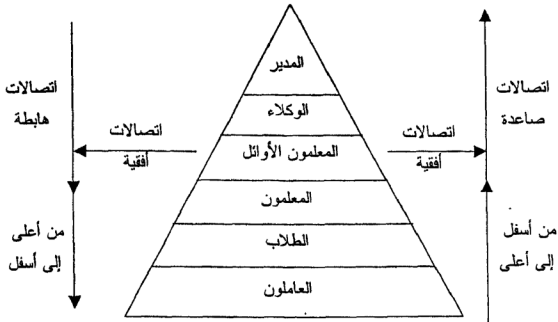 المدير
الوكلاء
المعلمون الأوائل
المعلمون
الطلاب
العاملون
اتصالات
صاعدة
من أسفل
إلى أعلى
اتصالات
أفقية
اتصالات
أفقية
اتصالات
هابطة
من أعلى
إلى أسفل